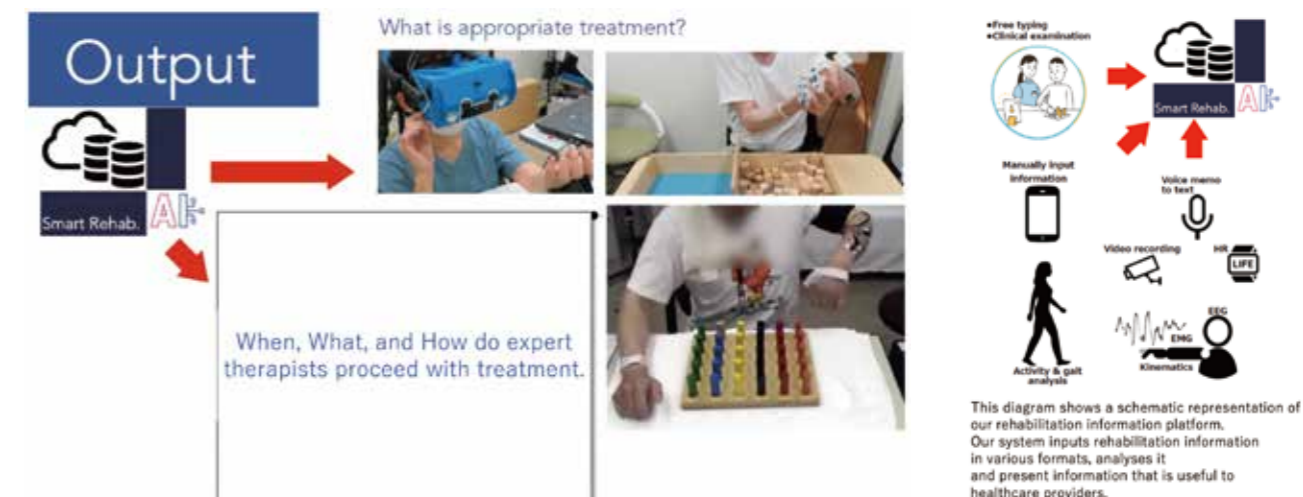 Output
What is appropriate treatment?
Smart Rehab.
AI
When, What, and How do expert
therapists proceed with treatment.
•Free typing
•Clinical examination
Smart Rehab.
AI
Manually input
information
Voice memo
to text
Video recording
HR
LIFE
EEG
EMG
Kinematics
Activity & gait
analysis
This diagram shows a schematic representation of
our rehabilitation information platform.
Our system inputs rehabilitation information
in various formats, analyses it
and present information that is useful to
healthcare providers.